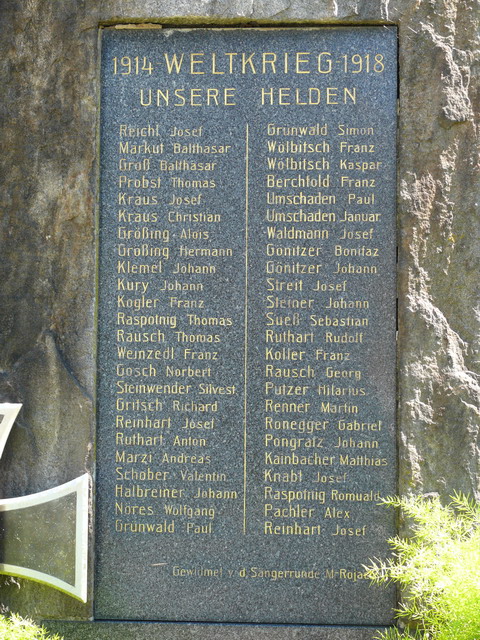 1914 WELTKRIEG 1918
UNSERE HELDEN
Reicht Josef
Markut Balthasar
Groß Balthasar
Probst Thomas
Kraus Josef
Kraus Christian
Größing Alois
Größing Hermann
Klemel Johann
Kury Johann
Kogler Franz
Raspotnig Thomas
Rausch Thomas
Weinzedl Franz
Gosch Norbert
Steinwender Silvest.
Gritsch Richard
Reinhart Josef
Ruthart Anton
Marzi Andreas
Schober Valentin
Halbreiner Johann
Nöres Wolfgang
Grünwald Paul
Grünwald Simon
Wölbitsch Franz
Wölbitsch Kaspar
Berchtold Franz
Umschaden Paul
Umschaden Januar
Waldmann Josef
Gönitzer Bonifaz
Gönitzer Johann
Streit Josef
Steiner Johann
Sueß Sebastian
Ruthart Rudolf
Koller Franz
Rausch Georg
Putzer Hilarius
Renner Martin
Ronegger Gabriel
Pongratz Johann
Kainbacher Matthias
Knabl Josef
Raspotnig Romuald
Pachler Alex
Reinhart Josef
Gewidmet v. d. Sängerrunde